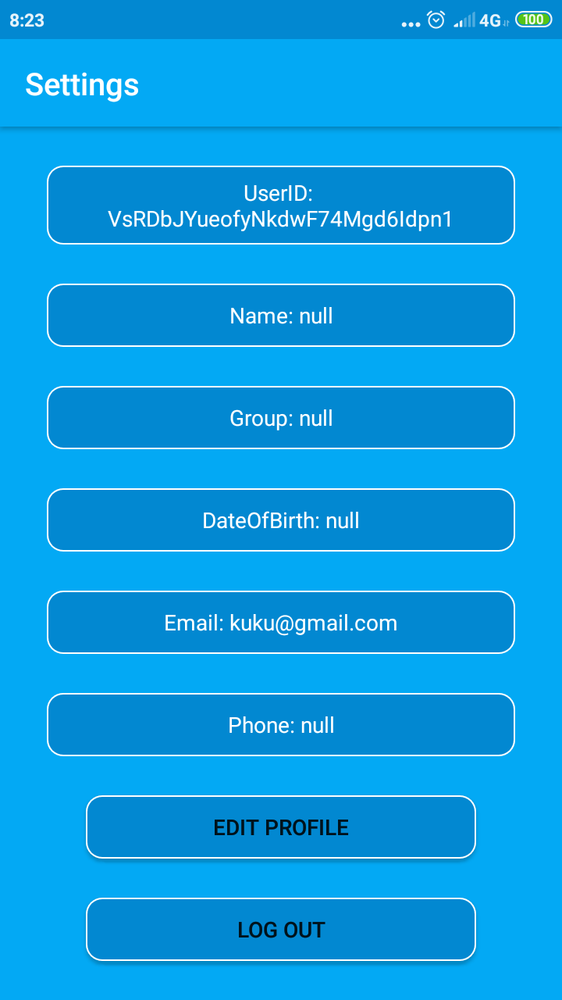 8:23
4G
100
Settings
UserID:
VsRDbJYueofyNkdwF74Mgd6Idpn1
Name: null
Group: null
DateOfBirth: null
Email: kuku@gmail.com
Phone: null
EDIT PROFILE
LOG OUT